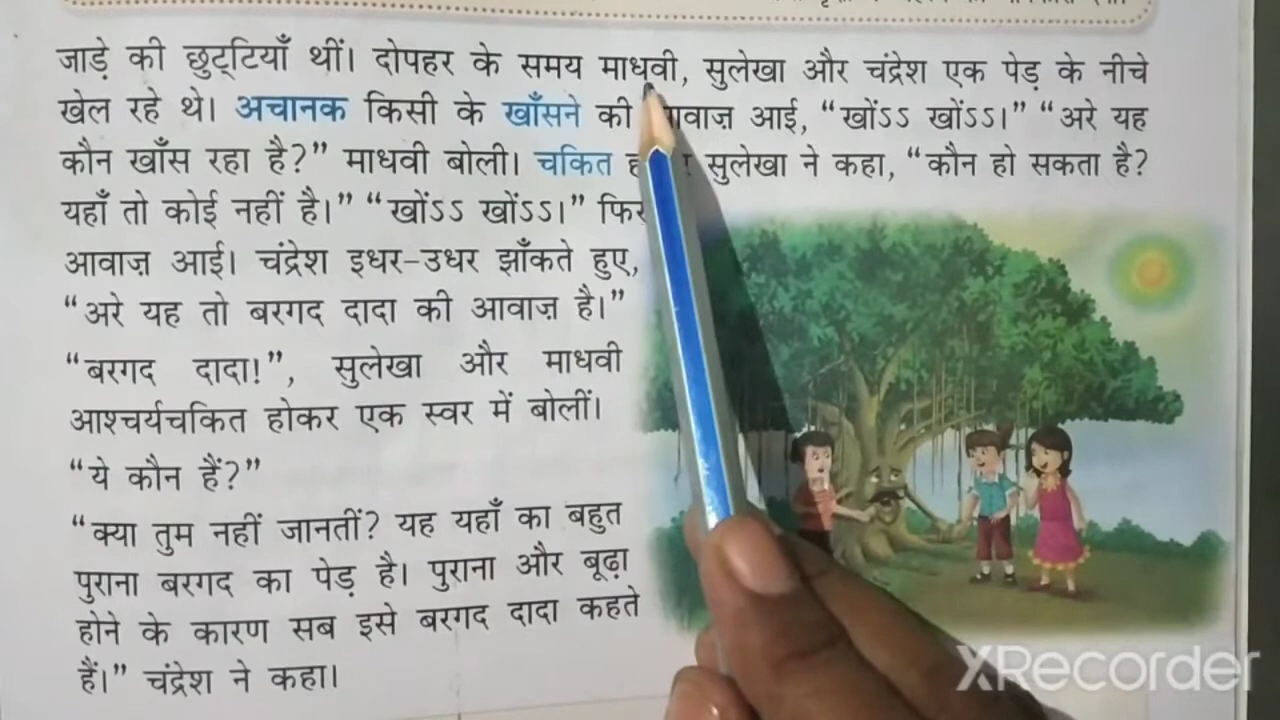 जाड़े की छुट्टियाँ थीं। दोपहर के समय माधवी, सुलेखा और चंद्रेश एक पेड़ के नीचे
खेल रहे थे। अचानक किसी के खाँसने की आवाज़ आई, “खोंऽऽ खोंऽऽ।” “अरे यह
कौन खाँस रहा है?” माधवी बोली। चकित सुलेखा ने कहा, “कौन हो सकता है?
यहाँ तो कोई नहीं है।” “खोंऽऽ खोंऽऽ।” फिर
आवाज़ आई। चंद्रेश इधर-उधर झाँकते हुए,
“अरे यह तो बरगद दादा की आवाज़ है।”
“बरगद दादा!”, सुलेखा और माधवी
आश्चर्यचकित होकर एक स्वर में बोलीं।
“ये कौन हैं?”
“क्या तुम नहीं जानतीं? यह यहाँ का बहुत
पुराना बरगद का पेड़ है। पुराना और बूढ़ा
होने के कारण सब इसे बरगद दादा कहते
हैं।” चंद्रेश ने कहा।
XRecorder